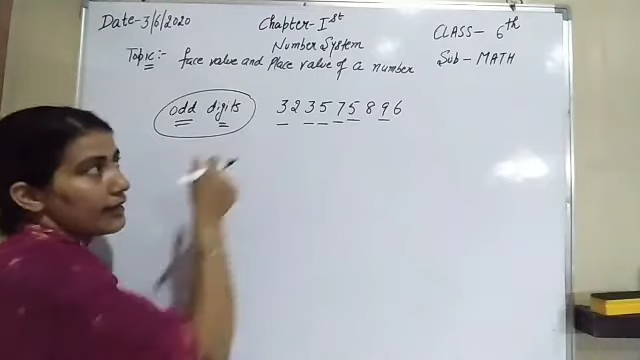 Date-3/6/2020
Chapter-Ist
Number System
CLASS- 6th
Sub- MATH
Topic:- face value and Place value of a number
odd digits 323575896